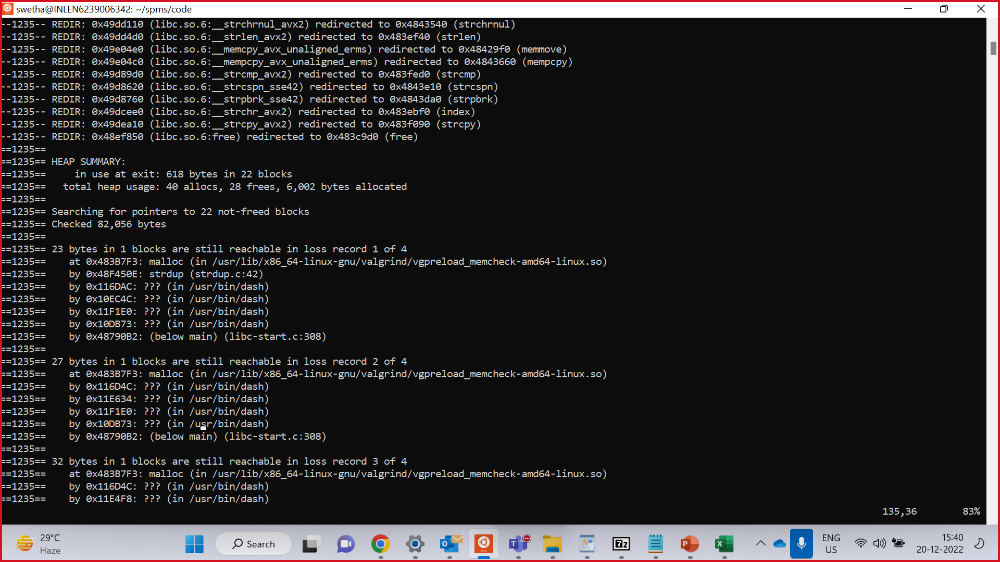 swetha@INLEN6239006342: ~/spms/code
--1235-- REDIR: 0x49dd110 (libc.so.6:__strchrnul_avx2) redirected to 0x4843540 (strchrnul)
--1235-- REDIR: 0x49dd4d0 (libc.so.6:__strlen_avx2) redirected to 0x483ef40 (strlen)
--1235-- REDIR: 0x49e04e0 (libc.so.6:__memcpy_avx_unaligned_erms) redirected to 0x48429f0 (memmove)
--1235-- REDIR: 0x49e04c0 (libc.so.6:__mempcpy_avx_unaligned_erms) redirected to 0x4843660 (mempcpy)
--1235-- REDIR: 0x49d89d0 (libc.so.6:__strcmp_avx2) redirected to 0x483fed0 (strcmp)
--1235-- REDIR: 0x49d8620 (libc.so.6:__strcspn_sse42) redirected to 0x4843e10 (strcspn)
--1235-- REDIR: 0x49d8760 (libc.so.6:__strpbrk_sse42) redirected to 0x4843da0 (strpbrk)
--1235-- REDIR: 0x49dcee0 (libc.so.6:__strchr_avx2) redirected to 0x483ebf0 (index)
--1235-- REDIR: 0x49dea10 (libc.so.6:__strcpy_avx2) redirected to 0x483f090 (strcpy)
--1235-- REDIR: 0x48ef850 (libc.so.6:free) redirected to 0x483c9d0 (free)
==1235==
==1235== HEAP SUMMARY:
==1235==     in use at exit: 618 bytes in 22 blocks
==1235==   total heap usage: 40 allocs, 28 frees, 6,002 bytes allocated
==1235==
==1235== Searching for pointers to 22 not-freed blocks
==1235== Checked 82,056 bytes
==1235==
==1235== 23 bytes in 1 blocks are still reachable in loss record 1 of 4
==1235==    at 0x483B7F3: malloc (in /usr/lib/x86_64-linux-gnu/valgrind/vgpreload_memcheck-amd64-linux.so)
==1235==    by 0x48F450E: strdup (strdup.c:42)
==1235==    by 0x116DAC: ??? (in /usr/bin/dash)
==1235==    by 0x10EC4C: ??? (in /usr/bin/dash)
==1235==    by 0x11F1E0: ??? (in /usr/bin/dash)
==1235==    by 0x10DB73: ??? (in /usr/bin/dash)
==1235==    by 0x48790B2: (below main) (libc-start.c:308)
==1235==
==1235== 27 bytes in 1 blocks are still reachable in loss record 2 of 4
==1235==    at 0x483B7F3: malloc (in /usr/lib/x86_64-linux-gnu/valgrind/vgpreload_memcheck-amd64-linux.so)
==1235==    by 0x116D4C: ??? (in /usr/bin/dash)
==1235==    by 0x11E634: ??? (in /usr/bin/dash)
==1235==    by 0x11F1E0: ??? (in /usr/bin/dash)
==1235==    by 0x10DB73: ??? (in /usr/bin/dash)
==1235==    by 0x48790B2: (below main) (libc-start.c:308)
==1235==
==1235== 32 bytes in 1 blocks are still reachable in loss record 3 of 4
==1235==    at 0x483B7F3: malloc (in /usr/lib/x86_64-linux-gnu/valgrind/vgpreload_memcheck-amd64-linux.so)
==1235==    by 0x116D4C: ??? (in /usr/bin/dash)
==1235==    by 0x11E4F8: ??? (in /usr/bin/dash)
135,36 83%
29°C
Haze
Search
ENG
US
15:40
20-12-2022